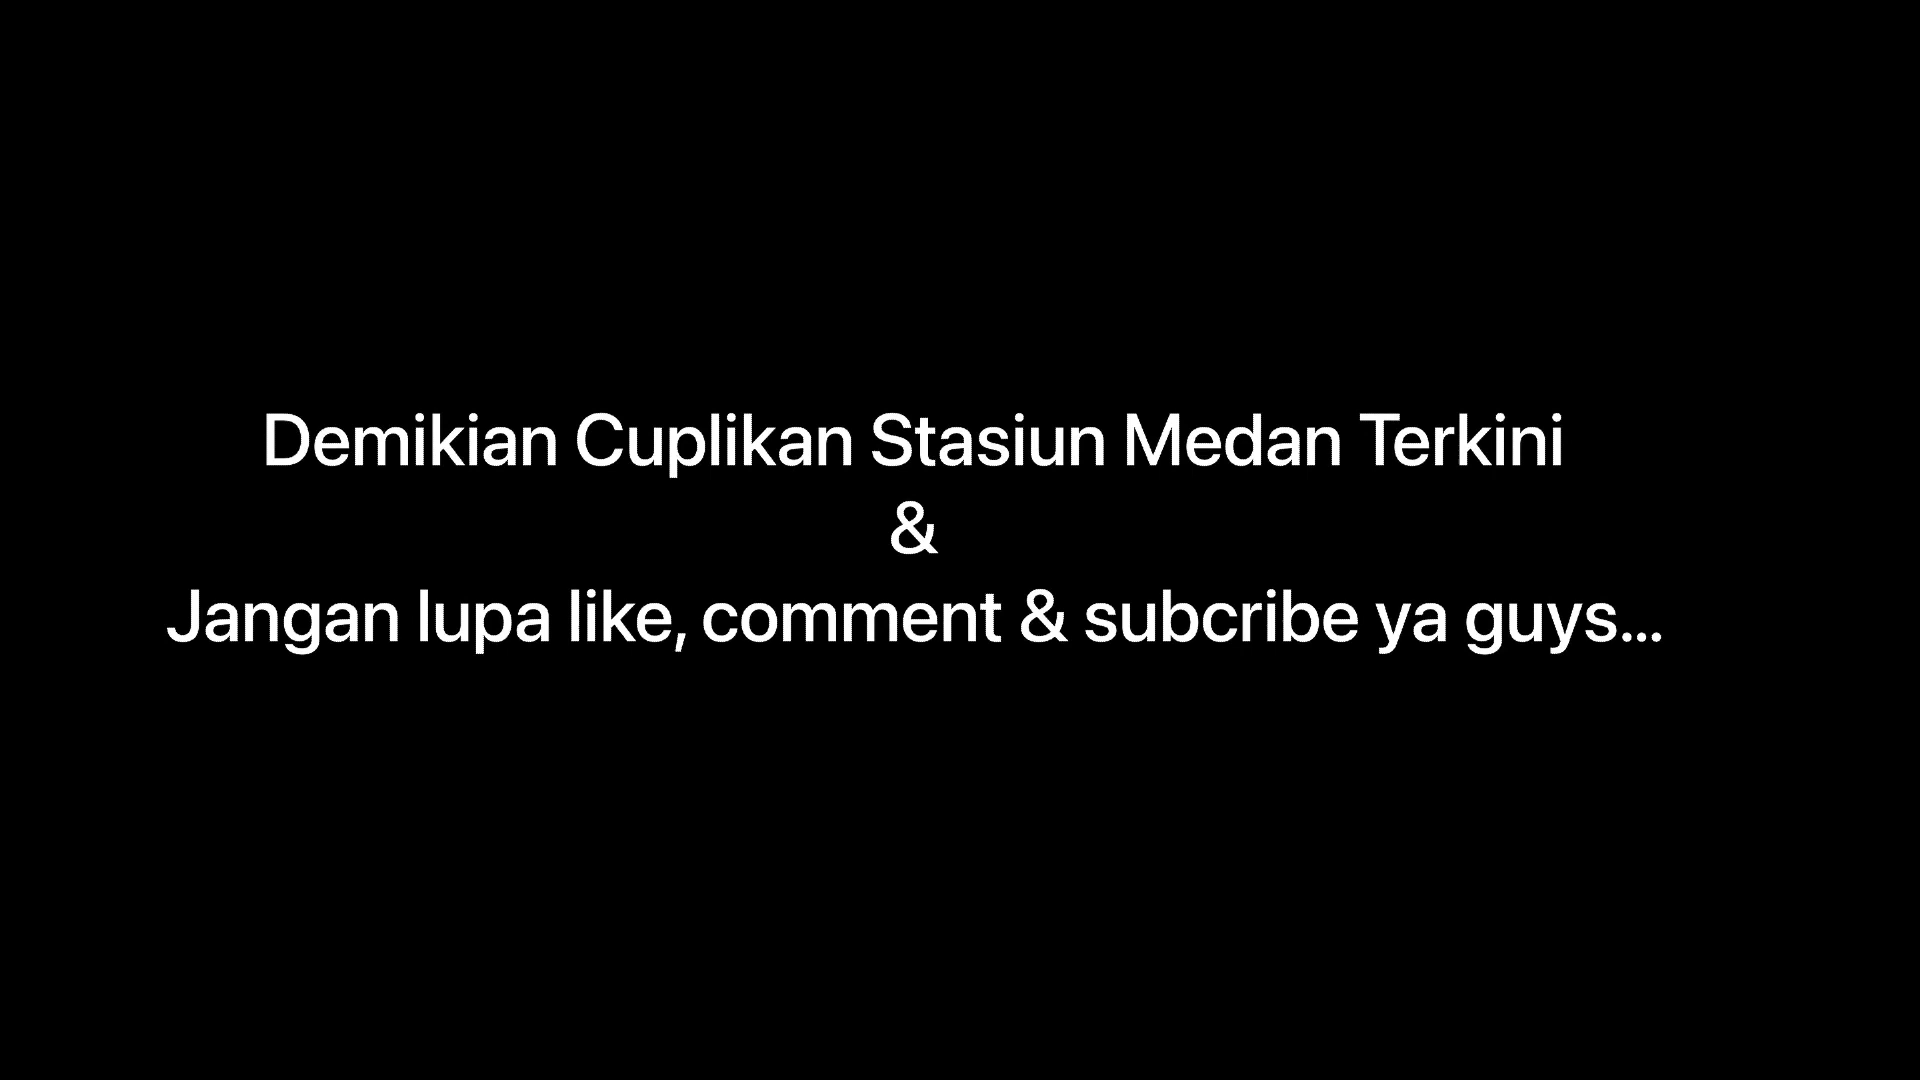 Demikian Cuplikan Stasiun Medan Terkini
&
Jangan lupa like, comment & subcribe ya guys...